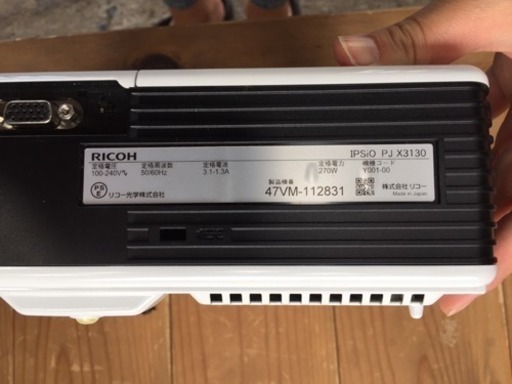 RICOH IPSiO PJ X3130
定格電圧 定格周波数 定格電流 定格電力 機種コード
100-240V 50/60Hz 3.1-1.3A 270W Y001-00
製品機番
PS E リコー光学株式会社 47VM-112831 株式会社 リコー
Made in Japan